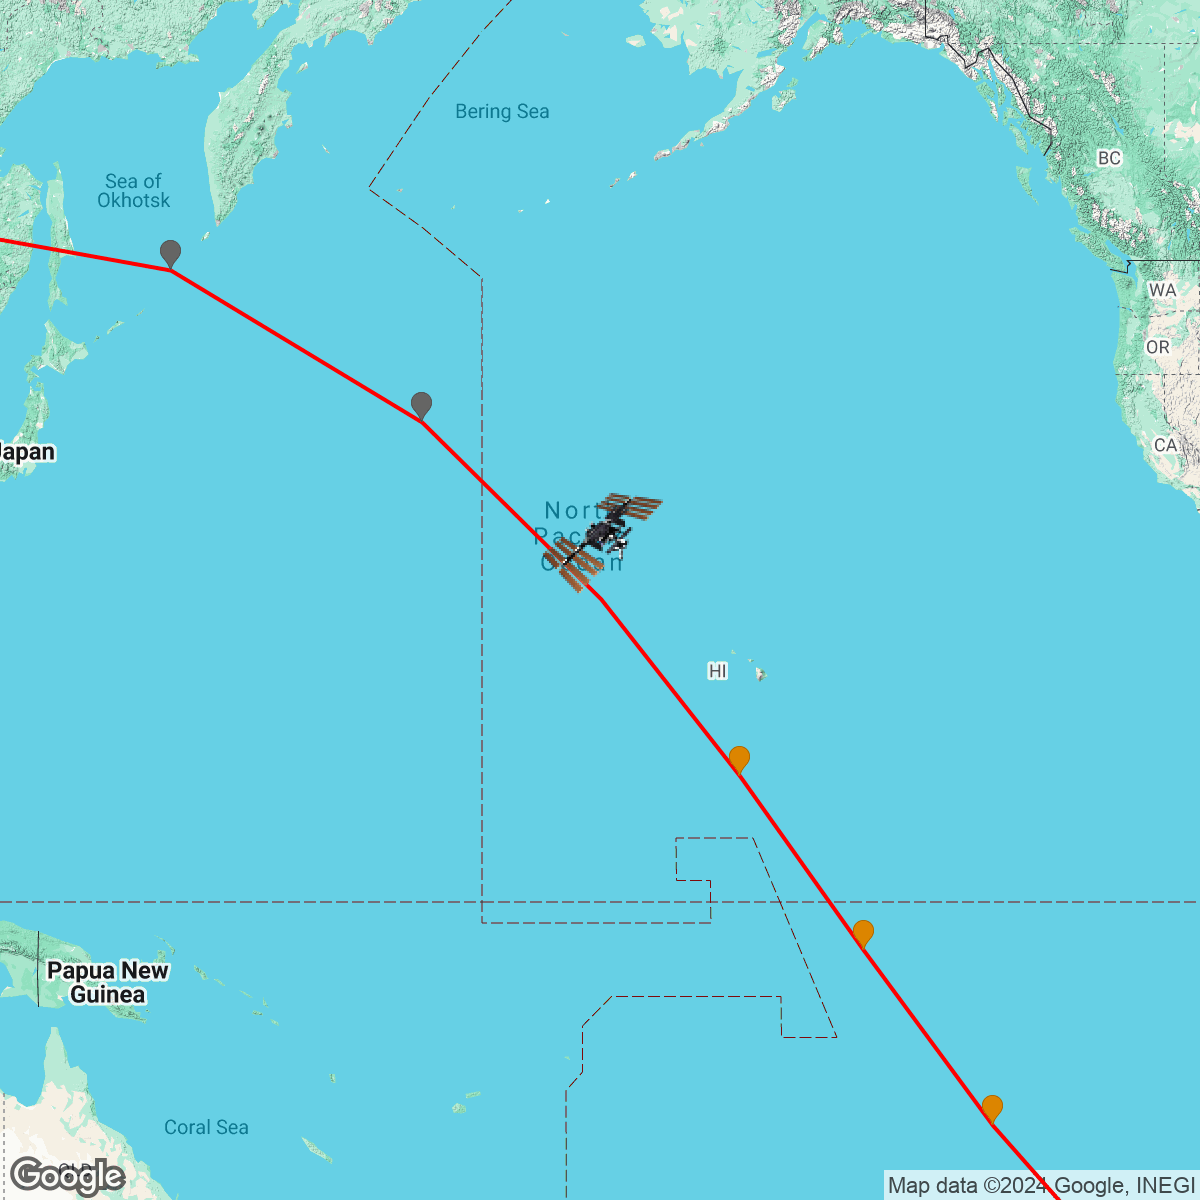 Bering Sea
BC
Sea of
Okhotsk
WA
OR
CA
Japan
North
Pacific
Ocean
HI
Papua New
Guinea
Coral Sea
QLD
Google
Map data ©2024 Google, INEGI